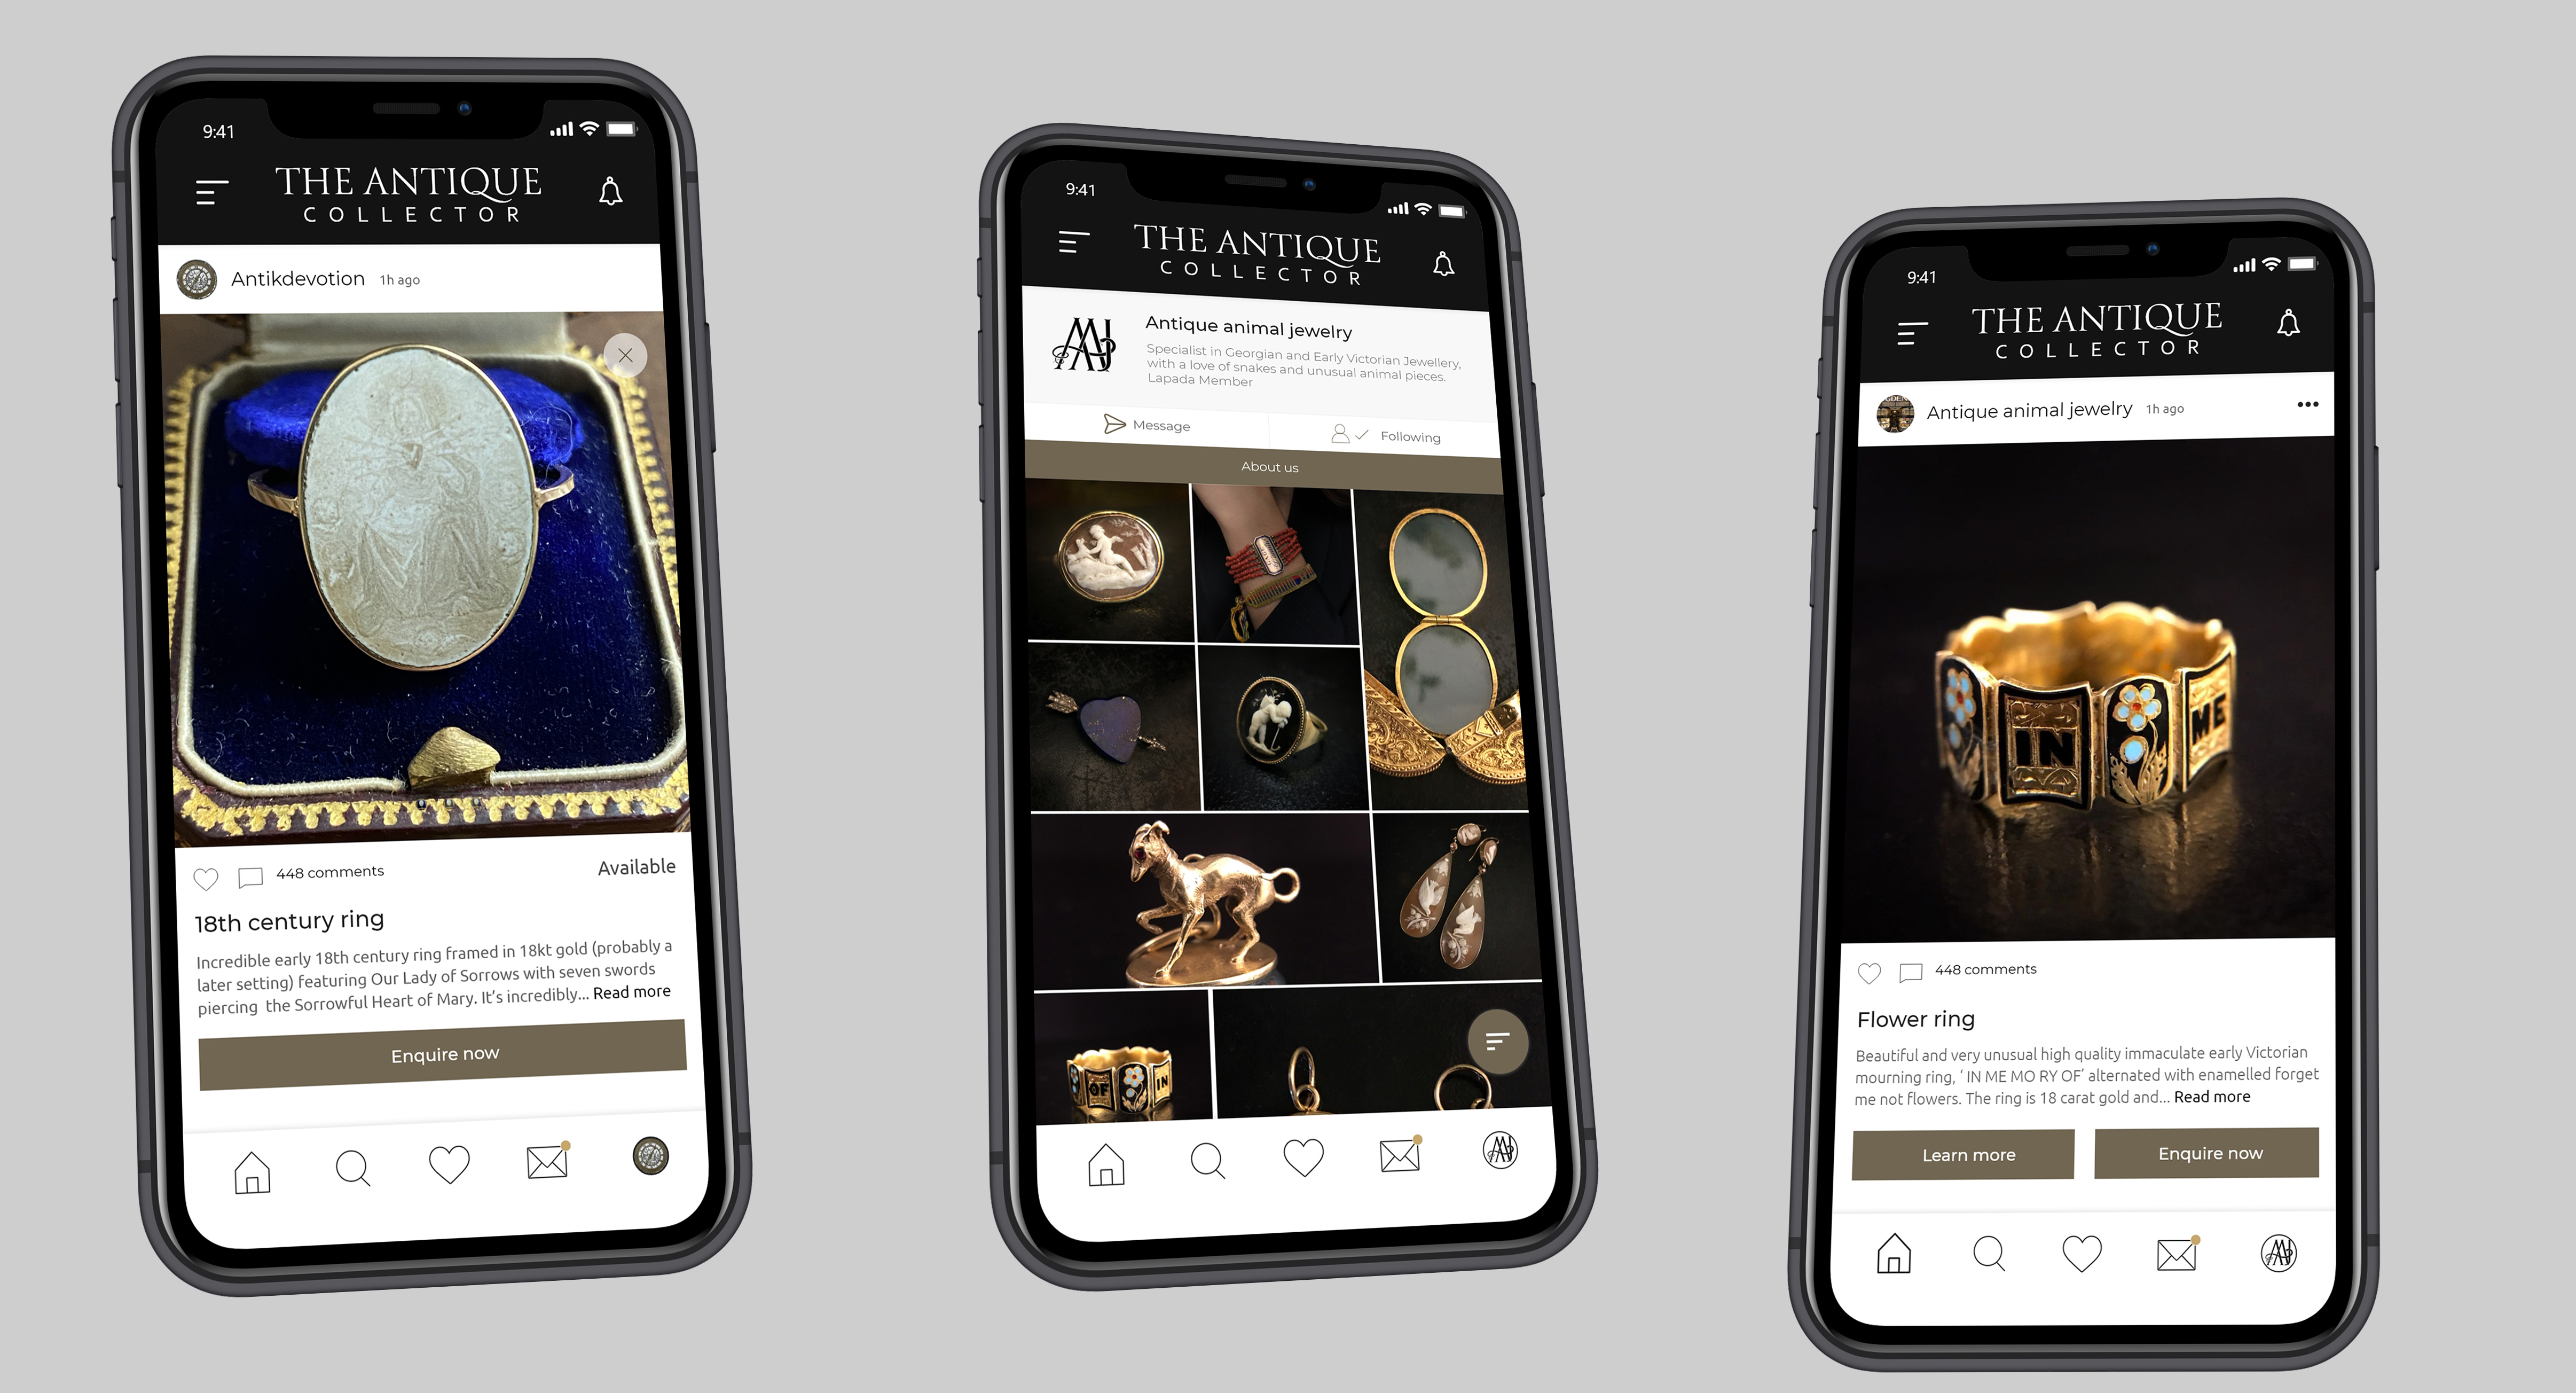 9:41
THE ANTIQUE
COLLECTOR
Antikdevotion 1h ago
448 comments
Available
18th century ring
Incredible early 18th century ring framed in 18kt gold (probably a
later setting) featuring Our Lady of Sorrows with seven swords
piercing the Sorrowful Heart of Mary. It's incredibly... Read more
Enquire now
9:41
THE ANTIQUE
COLLECTOR
AAJ
Antique animal jewelry
Specialist in Georgian and Early Victorian Jewellery,
with a love of snakes and unusual animal pieces.
Lapada Member
Message
Following
About us
OF IN
AAJ
9:41
THE ANTIQUE
COLLECTOR
Antique animal jewelry 1h ago
IN ME
448 comments
Flower ring
Beautiful and very unusual high quality immaculate early Victorian
mourning ring, ‘ IN ME MO RY OF’ alternated with enamelled forget
me not flowers. The ring is 18 carat gold and... Read more
Learn more
Enquire now
AAJ